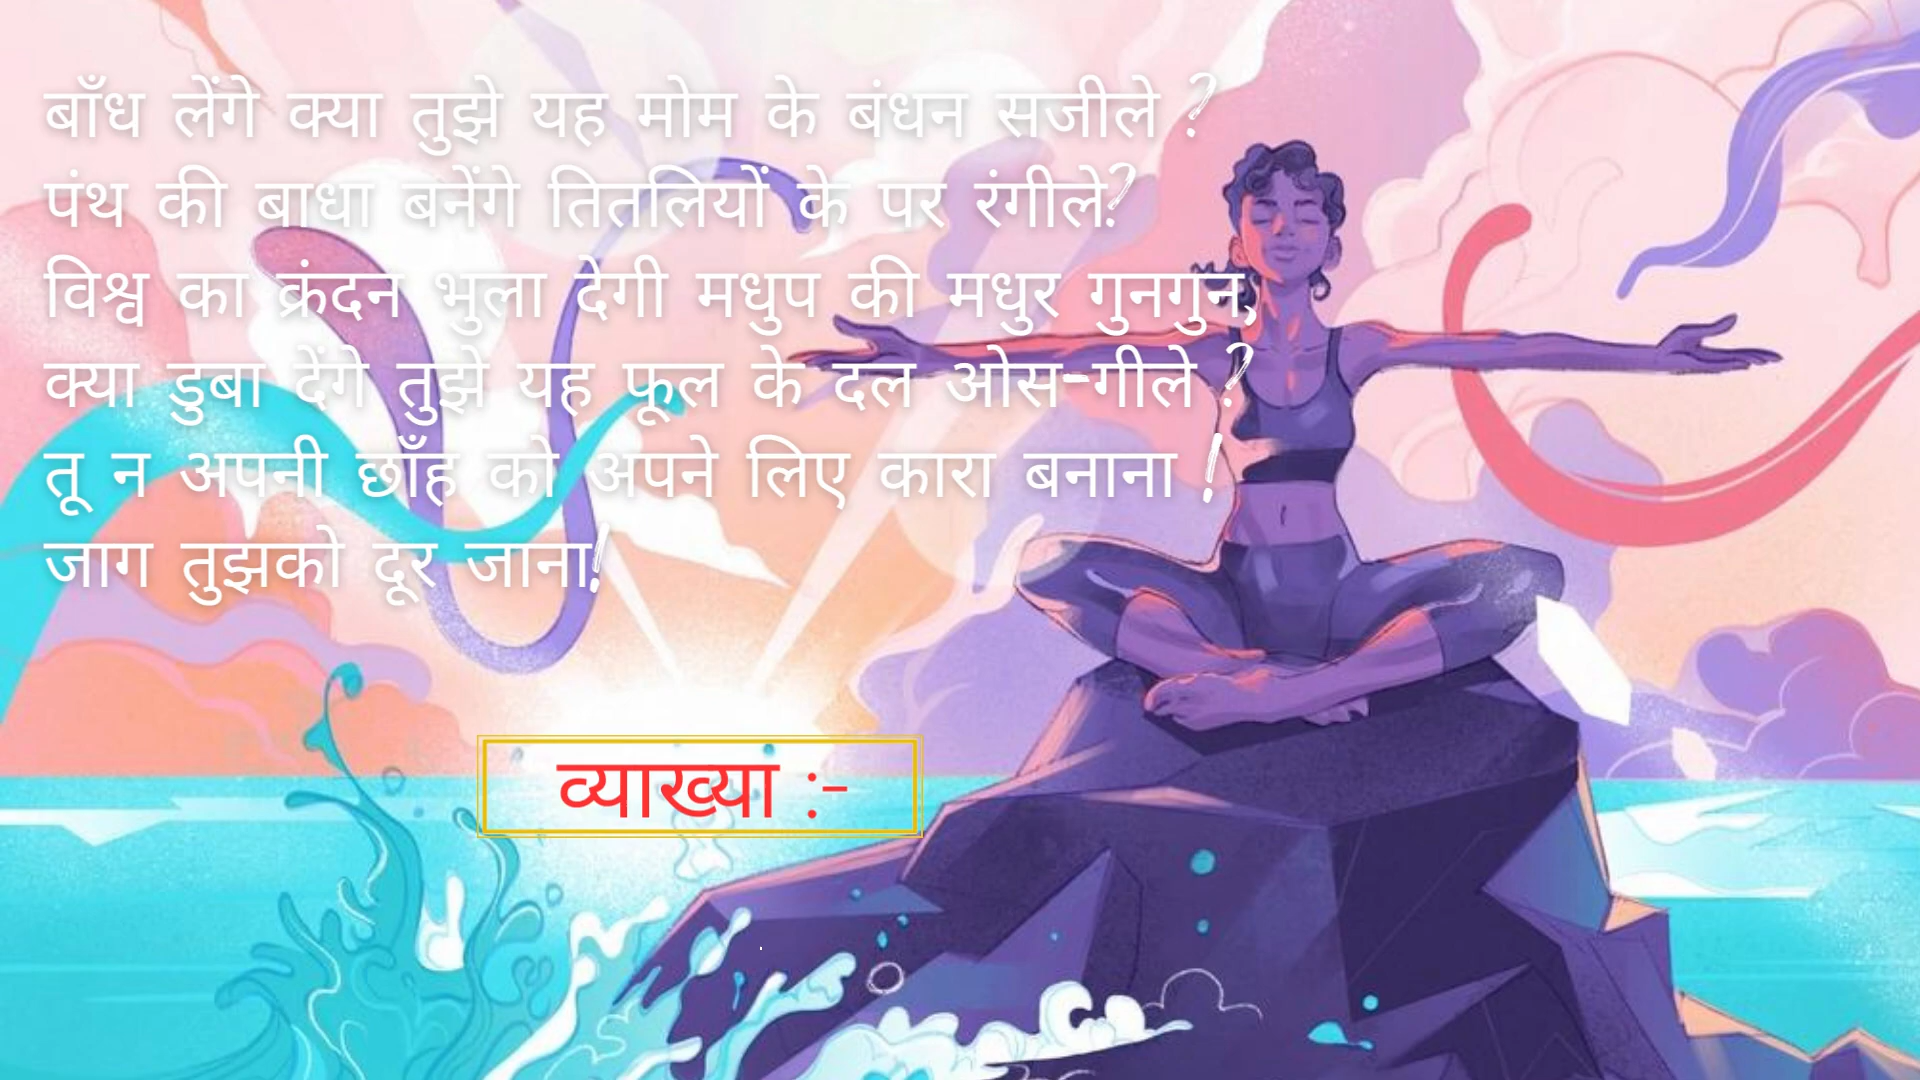 बाँध लेंगे क्या तुझे यह मोम के बंधन सजीले ?
पंथ की बाधा बनेंगे तितलियों के पर रंगीले?
विश्व का क्रंदन भुला देगी मधुप की मधुर गुनगुन,
क्या डुबा देंगे तुझे यह फूल के दल ओस-गीले ?
तू न अपनी छाँह को अपने लिए कारा बनाना !
जाग तुझको दूर जाना!
व्याख्या :-